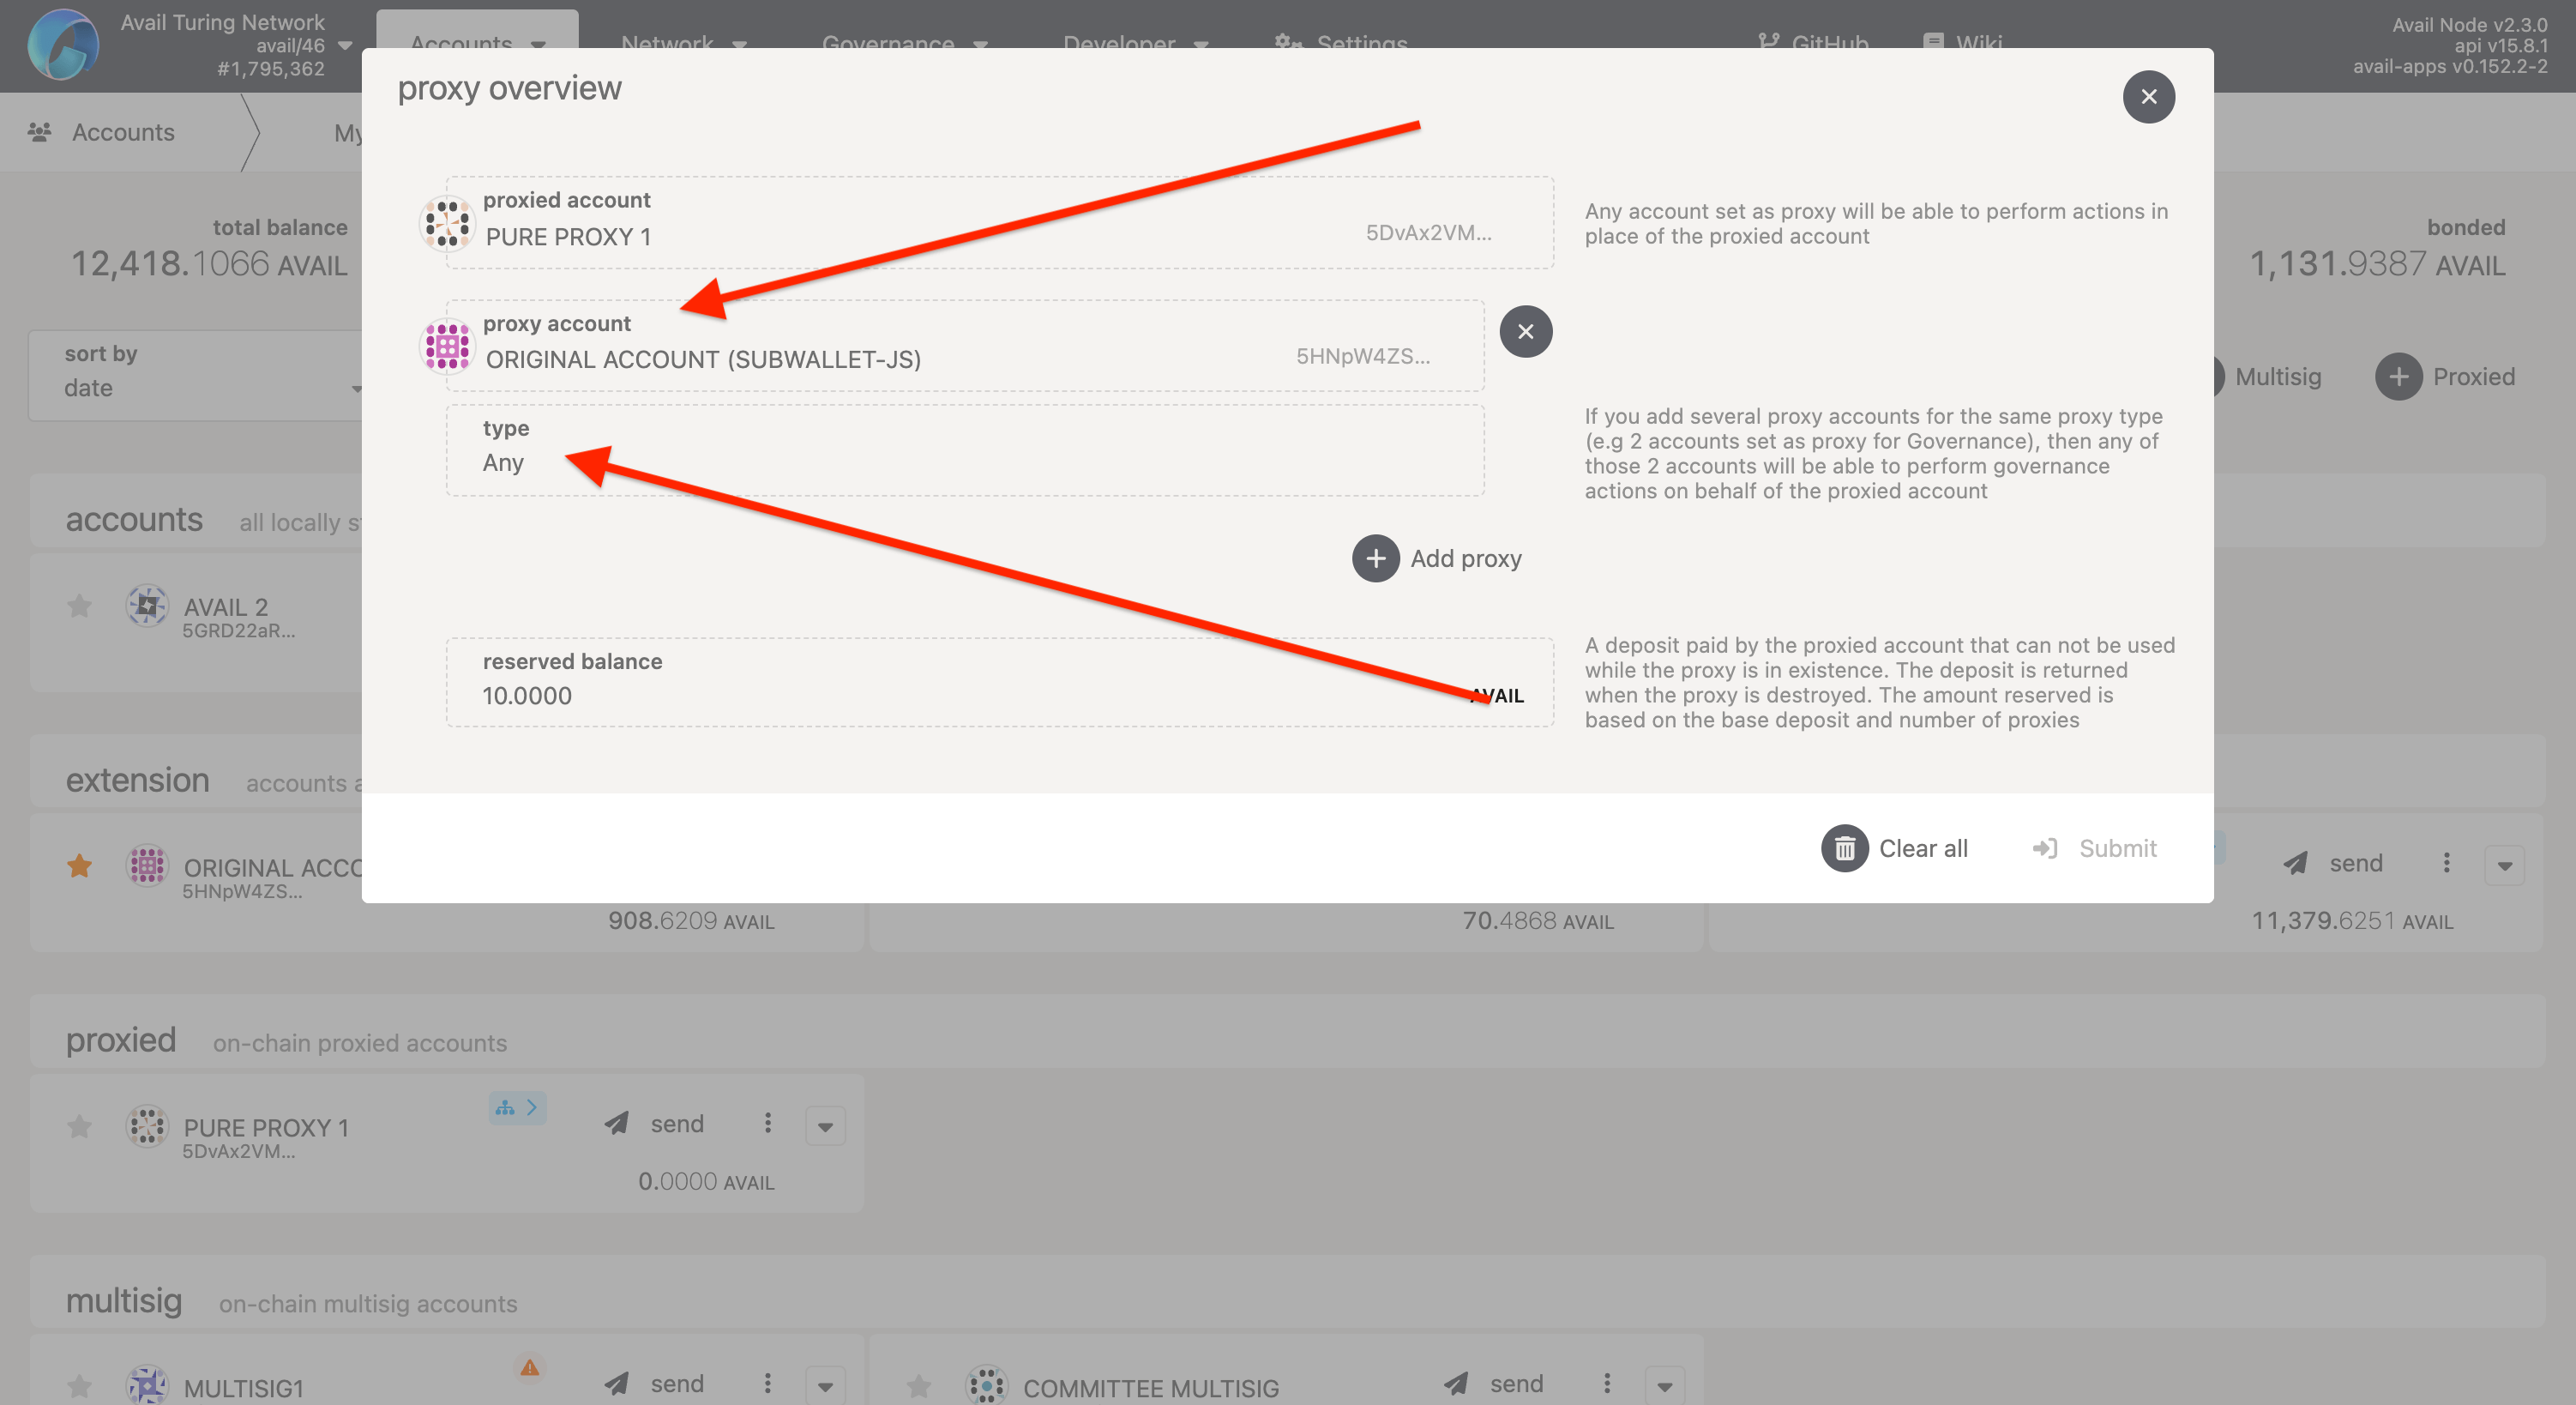 Avail Turing Network
avail/46
#1,795,362
Accounts
Network
Governance
Developer
Settings
GitHub
Wiki
Avail Node v2.3.0
api v15.8.1
avail-apps v0.152.2-2
Accounts
My
proxy overview
total balance
12,418.1066 AVAIL
bonded
1,131.9387 AVAIL
proxied account
PURE PROXY 1
5DvAx2VM...
Any account set as proxy will be able to perform actions in
place of the proxied account
proxy account
ORIGINAL ACCOUNT (SUBWALLET-JS)
5HNpW4ZS...
sort by
date
Multisig
Proxied
type
Any
If you add several proxy accounts for the same proxy type
(e.g 2 accounts set as proxy for Governance), then any of
those 2 accounts will be able to perform governance
actions on behalf of the proxied account
Add proxy
accounts
all locally
AVAIL 2
5GRD22aR...
reserved balance
10.0000
AVAIL
A deposit paid by the proxied account that can not be used
while the proxy is in existence. The deposit is returned
when the proxy is destroyed. The amount reserved is
based on the base deposit and number of proxies
extension
accounts
Clear all
Submit
ORIGINAL ACCO
5HNpW4ZS...
908.6209 AVAIL
70.4868 AVAIL
send
11,379.6251 AVAIL
proxied
on-chain proxied accounts
PURE PROXY 1
5DvAx2VM...
send
0.0000 AVAIL
multisig
on-chain multisig accounts
MULTISIG1
send
COMMITTEE MULTISIG
send